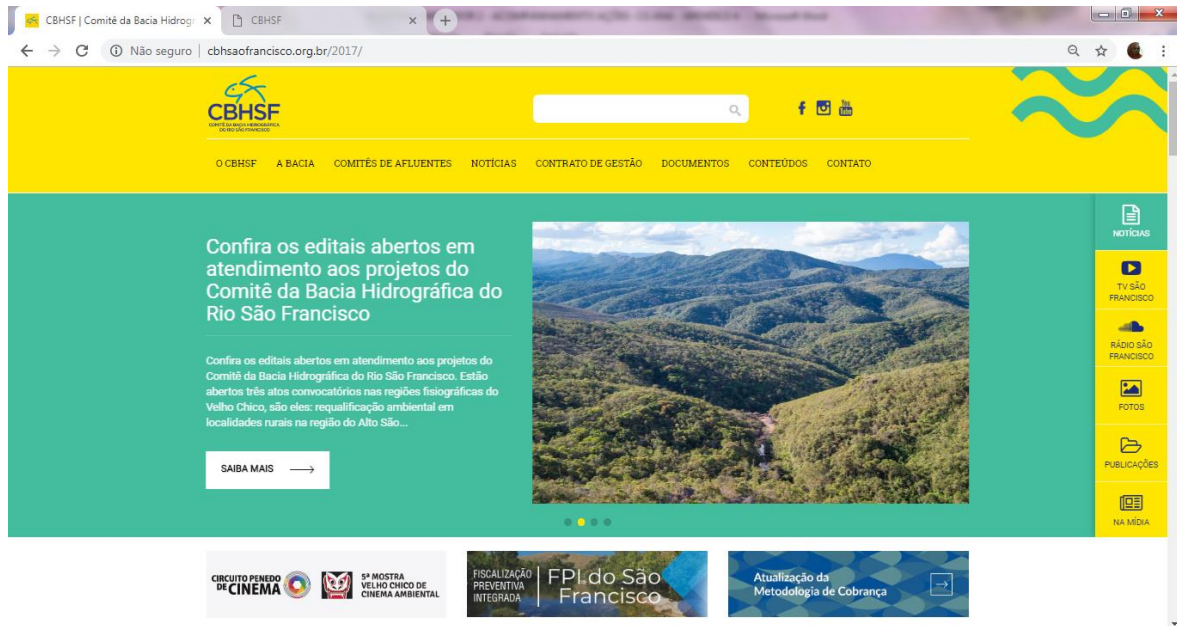 CBHSF | Comitê da Bacia Hidrogr
CBHSF
Não seguro | cbhsaofrancisco.org.br/2017/
CBHSF
COMITÊ DA BACIA HIDROGRÁFICA
DO RIO SÃO FRANCISCO
You
Tube
O CBHSF A BACIA COMITÊS DE AFLUENTES NOTÍCIAS CONTRATO DE GESTÃO DOCUMENTOS CONTEÚDOS CONTATO
Confira os editais abertos em
atendimento aos projetos do
Comitê da Bacia Hidrográfica do
Rio São Francisco
Confira os editais abertos em atendimento aos projetos do
Comitê da Bacia Hidrográfica do Rio São Francisco. Estão
abertos três atos convocatórios nas regiões fisiográficas do
Velho Chico, são eles: requalificação ambiental em
localidades rurais na região do Alto São...
SAIBA MAIS
NOTÍCIAS
TV SÃO
FRANCISCO
RÁDIO SÃO
FRANCISCO
FOTOS
PUBLICAÇÕES
NA MÍDIA
CIRCUITO PENEDO
DE CINEMA
5ª MOSTRA
VELHO CHICO DE
CINEMA AMBIENTAL
FISCALIZAÇÃO
PREVENTIVA
INTEGRADA
FPI do São
Francisco
Atualização da
Metodologia de Cobrança